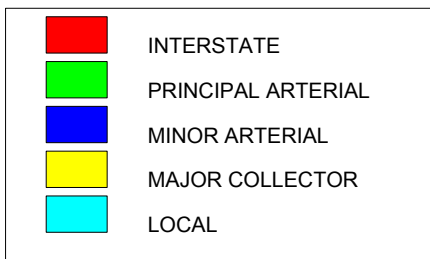 INTERSTATE
PRINCIPAL ARTERIAL
MINOR ARTERIAL
MAJOR COLLECTOR
LOCAL